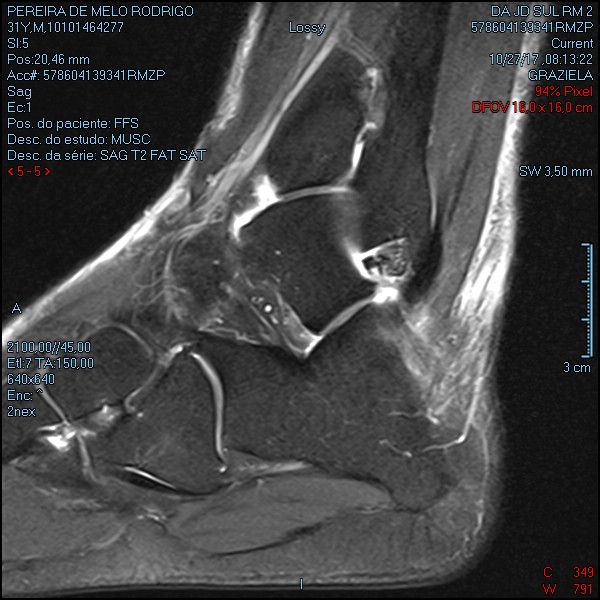 PEREIRA DE MELO RODRIGO
31Y,M,10101464277
Sl:5
Pos:20,46 mm
Acc#: 578604139341RMZP
Sag
Ec:1
Pos. do paciente: FFS
Desc. do estudo: MUSC
Desc. da série: SAG T2 FAT SAT
< 5 - 5 >
Lossy
DA JD SUL RM 2
578604139341RMZP
Current
10/27/17 ,08:13:22
GRAZIELA
94% Pixel
DFOV 16,0 x 16,0 cm
SW 3,50 mm
A
2100.00//45.00
Etl:7 TA:150.00
640x640
Enc: ^
2nex
3 cm
I
C 349
W 791